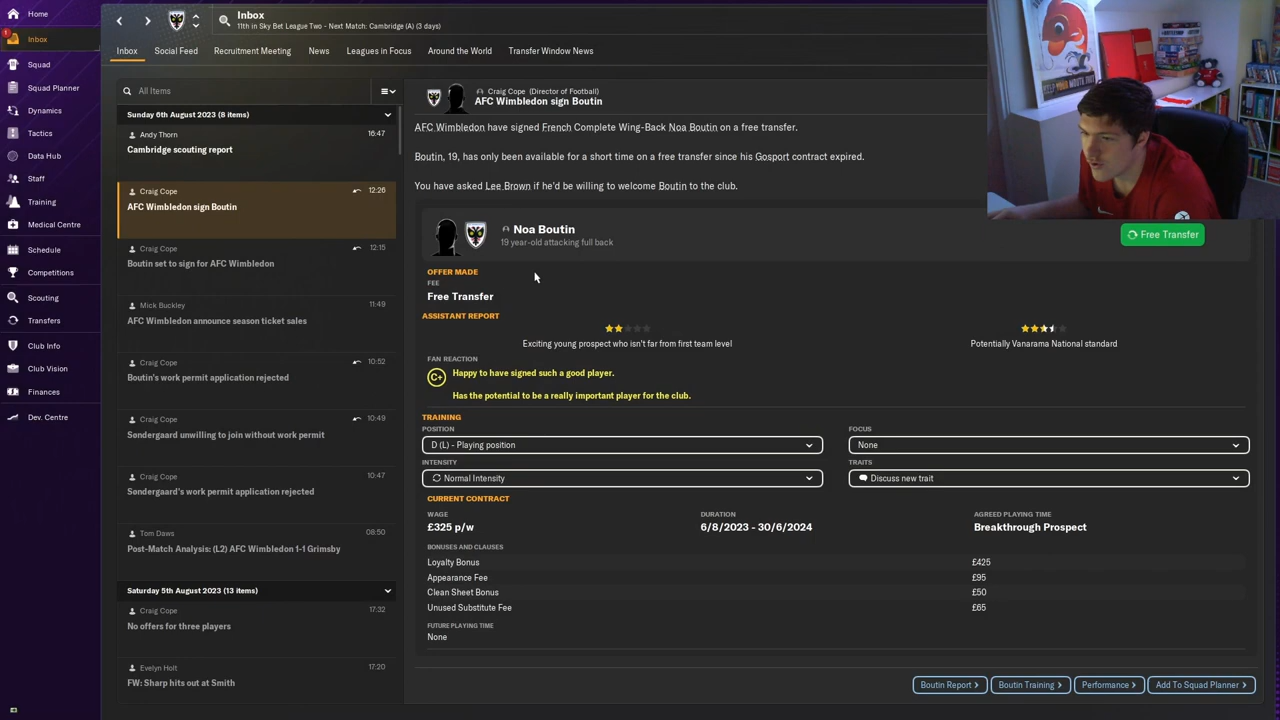 Home
Inbox
1
Squad
Squad Planner
Dynamics
Tactics
Data Hub
Staff
Training
Medical Centre
Schedule
Competitions
Scouting
Transfers
Club Info
Club Vision
Finances
Dev. Centre
Inbox
11th in Sky Bet League Two - Next Match: Cambridge (A) (3 days)
Inbox
Social Feed
Recruitment Meeting
News
Leagues in Focus
Around the World
Transfer Window News
All Items
Sunday 6th August 2023 (8 items)
Andy Thorn 16:47
Cambridge scouting report
Craig Cope 12:26
AFC Wimbledon sign Boutin
Craig Cope 12:15
Boutin set to sign for AFC Wimbledon
Mick Buckley 11:49
AFC Wimbledon announce season ticket sales
Craig Cope 10:52
Boutin's work permit application rejected
Craig Cope 10:49
Søndergaard unwilling to join without work permit
Craig Cope 10:47
Søndergaard's work permit application rejected
Tom Daws 08:50
Post-Match Analysis: (L2) AFC Wimbledon 1-1 Grimsby
Saturday 5th August 2023 (13 items)
Craig Cope 17:32
No offers for three players
Evelyn Holt 17:20
FW: Sharp hits out at Smith
Craig Cope (Director of Football)
AFC Wimbledon sign Boutin
AFC Wimbledon have signed French Complete Wing-Back Noa Boutin on a free transfer.
Boutin, 19, has only been available for a short time on a free transfer since his Gosport contract expired.
You have asked Lee Brown if he'd be willing to welcome Boutin to the club.
Noa Boutin
19 year-old attacking full back
Free Transfer
OFFER MADE
FEE
Free Transfer
ASSISTANT REPORT
Exciting young prospect who isn't far from first team level
Potentially Vanarama National standard
FAN REACTION
C+
Happy to have signed such a good player.
Has the potential to be a really important player for the club.
TRAINING
POSITION FOCUS
D (L) - Playing position None
INTENSITY TRAITS
Normal Intensity Discuss new trait
CURRENT CONTRACT
WAGE DURATION AGREED PLAYING TIME
£325 p/w 6/8/2023 - 30/6/2024 Breakthrough Prospect
BONUSES AND CLAUSES
Loyalty Bonus £425
Appearance Fee £95
Clean Sheet Bonus £50
Unused Substitute Fee £65
FUTURE PLAYING TIME
None
Boutin Report
Boutin Training
Performance
Add To Squad Planner